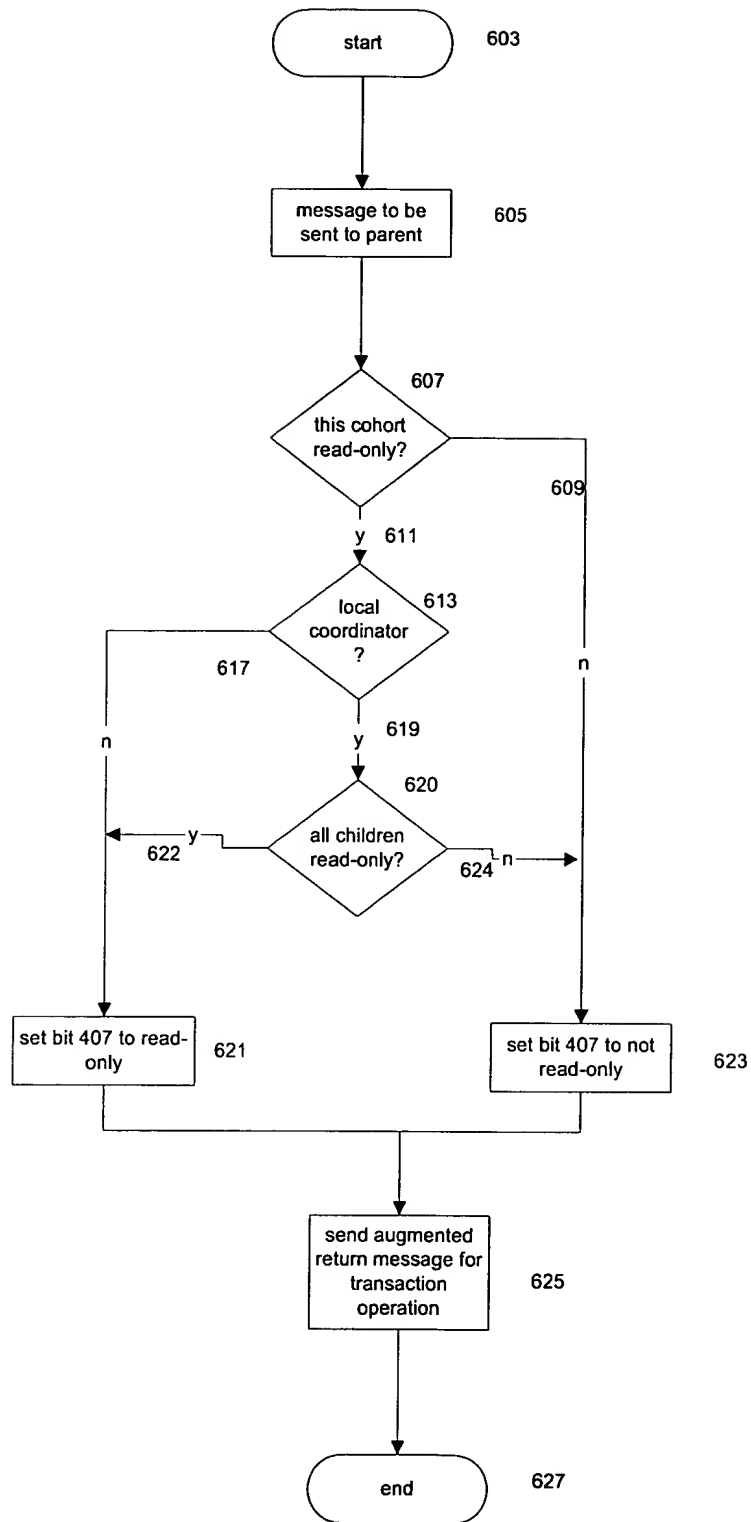 start
603
message to be
sent to parent
605
607
this cohort
read-only?
609
y
611
613
local
coordinator
?
617
n
n
619
y
620
all children
read-only?
y
622
n
624
set bit 407 to read-
only
621
set bit 407 to not
read-only
623
send augmented
return message for
transaction
operation
625
end
627